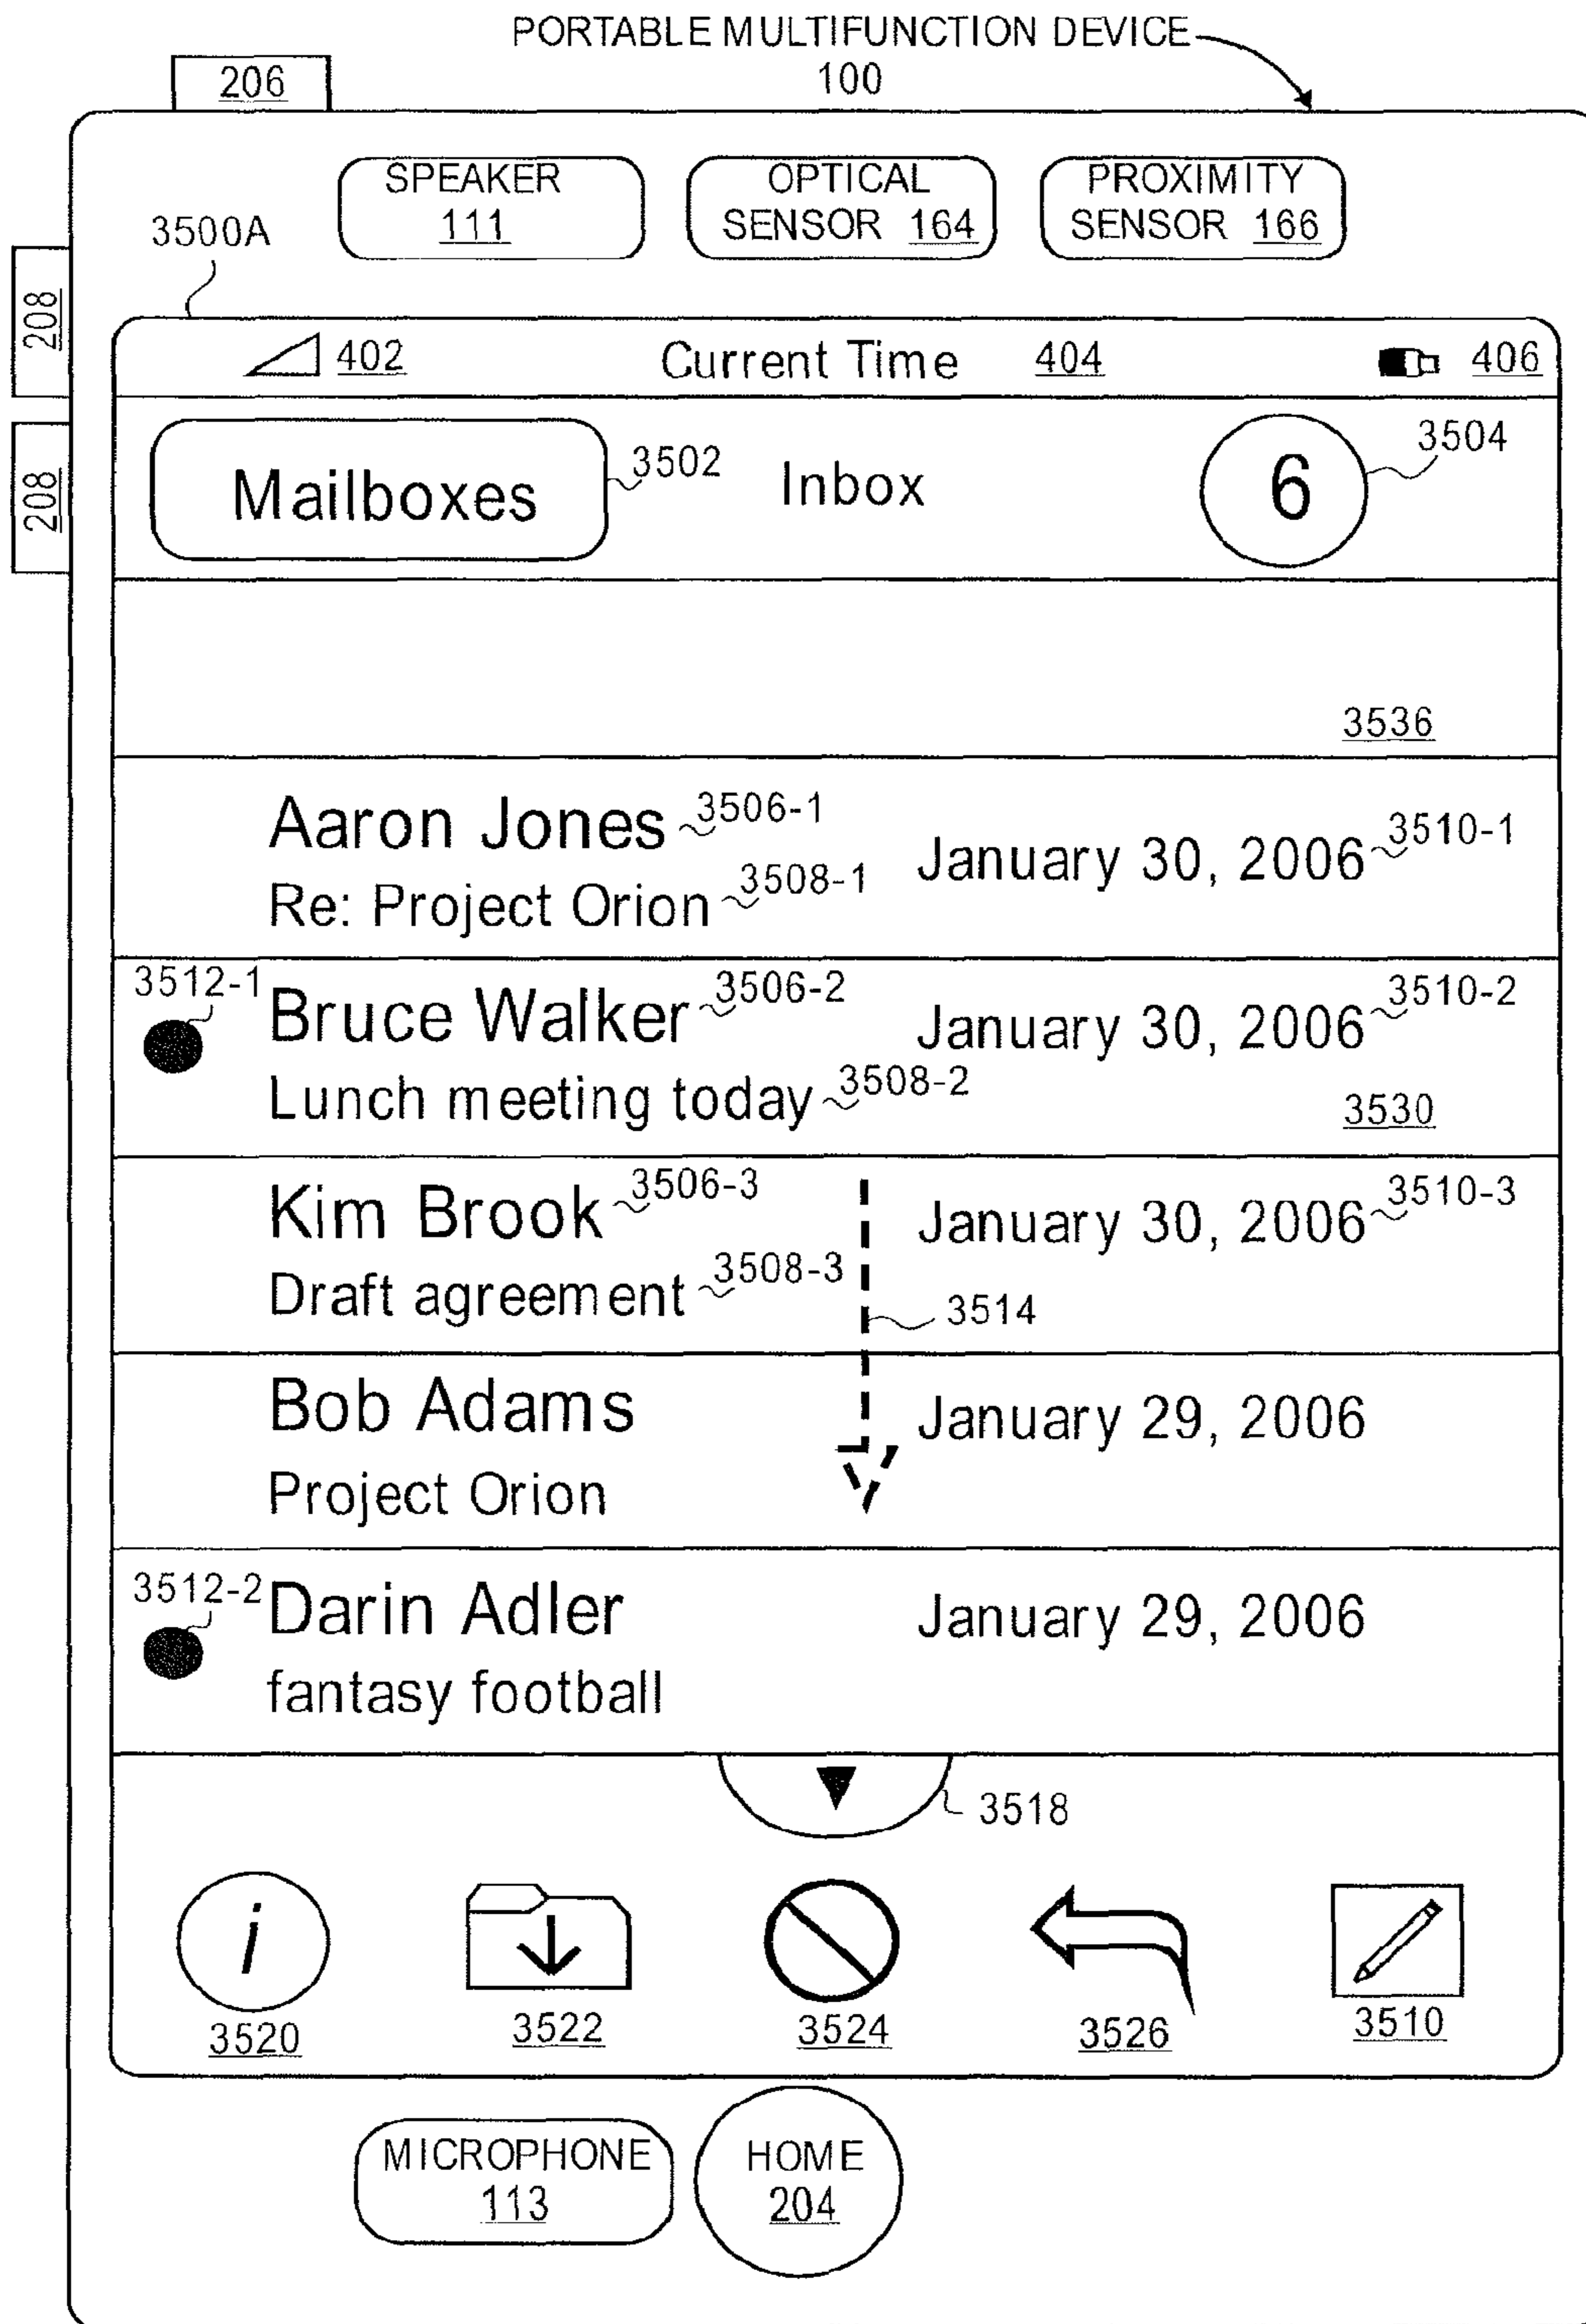 PORTABLE MULTIFUNCTION DEVICE
100
206
SPEAKER
111
OPTICAL
SENSOR 164
PROXIMITY
SENSOR 166
3500A
208
208
402 Current Time 404 406
Mailboxes 3502 Inbox 6 3504
3536
Aaron Jones 3506-1
January 30, 2006 3510-1
Re: Project Orion 3508-1
3512-1
Bruce Walker 3506-2
January 30, 2006 3510-2
Lunch meeting today 3508-2
3530
Kim Brook 3506-3
January 30, 2006 3510-3
Draft agreement 3508-3
3514
Bob Adams
January 29, 2006
Project Orion
3512-2
Darin Adler
January 29, 2006
fantasy football
3518
i
3520 3522 3524 3526 3510
MICROPHONE
113
HOME
204